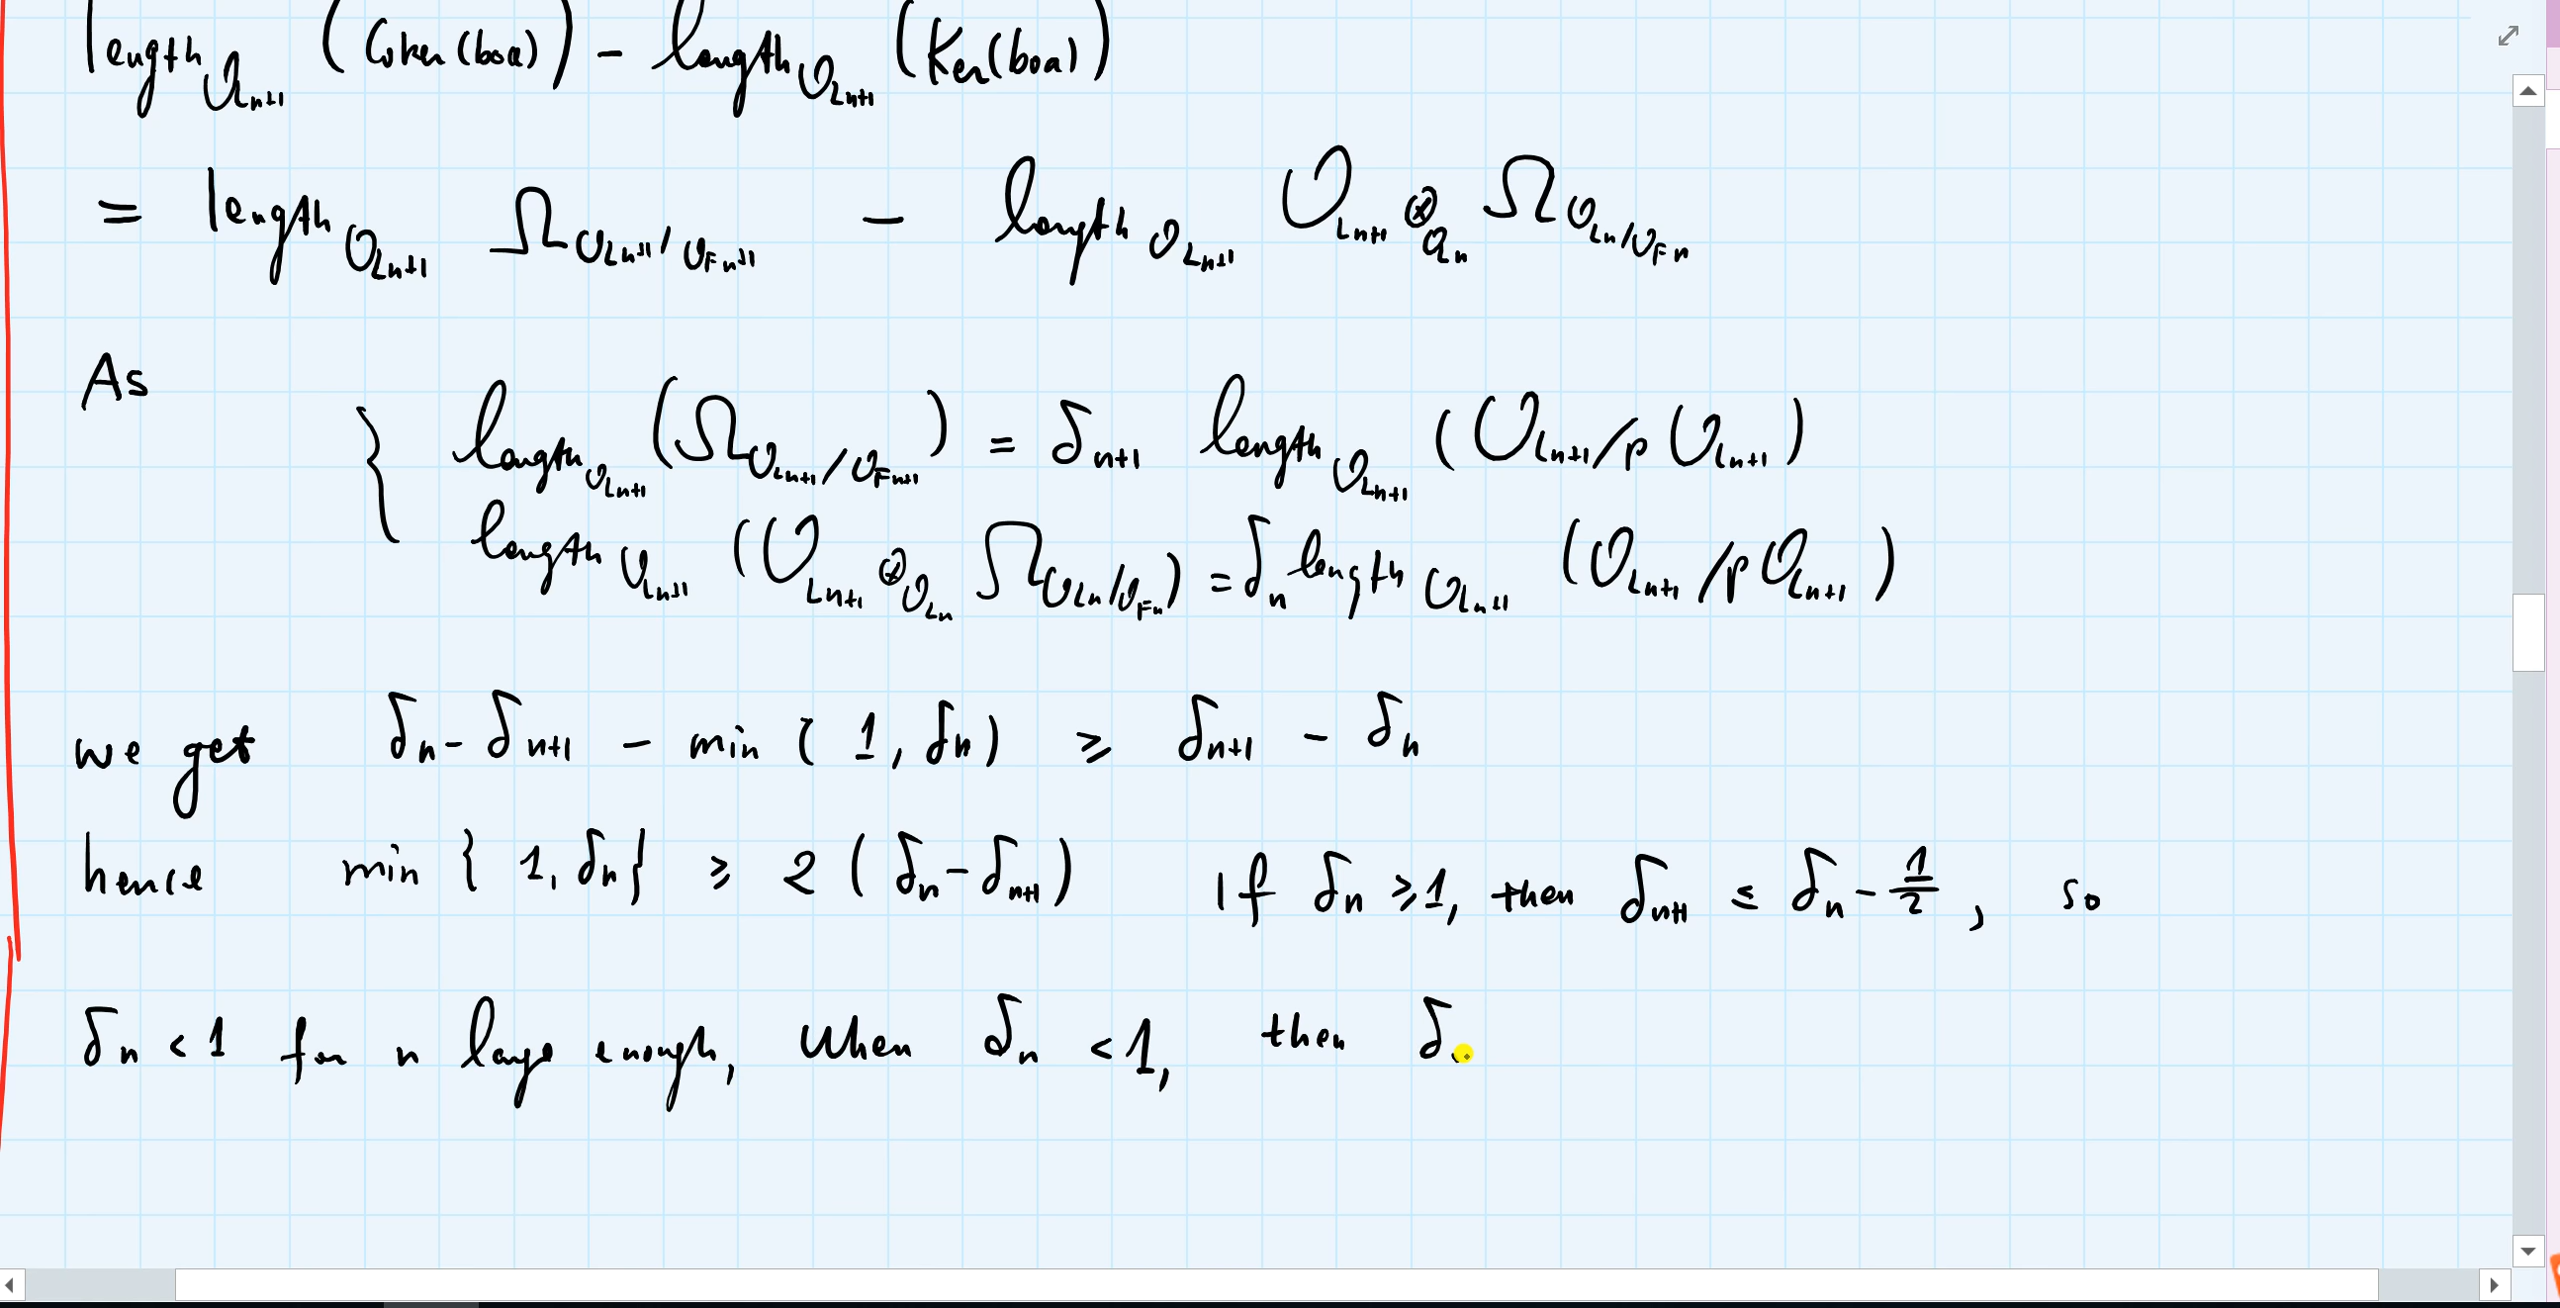 length_{O_{L_{n+1}}} (Coker(b∘a)) - length_{O_{L_{n+1}}} (Ker(b∘a))
= length_{O_{L_{n+1}}} Ω_{O_{L_{n+1}}/O_{F_{n+1}}} - length_{O_{L_{n+1}}} O_{L_{n+1}} ⊗_{O_{L_n}} Ω_{O_{L_n}/O_{F_n}}
As
{ length_{O_{L_{n+1}}} (Ω_{O_{L_{n+1}}/O_{F_{n+1}}}) = δ_{n+1} length_{O_{L_{n+1}}} (O_{L_{n+1}}/p O_{L_{n+1}})
length_{O_{L_{n+1}}} (O_{L_{n+1}} ⊗_{O_{L_n}} Ω_{O_{L_n}/O_{F_n}}) = δ_n length_{O_{L_{n+1}}} (O_{L_{n+1}}/p O_{L_{n+1}})
we get δ_n - δ_{n+1} - min (1, δ_n) ≥ δ_{n+1} - δ_n
hence min {1, δ_n} ≥ 2 (δ_n - δ_{n+1}) If δ_n ≥ 1, then δ_{n+1} ≤ δ_n - 1/2, so
δ_n < 1 for n large enough, When δ_n < 1, then δ